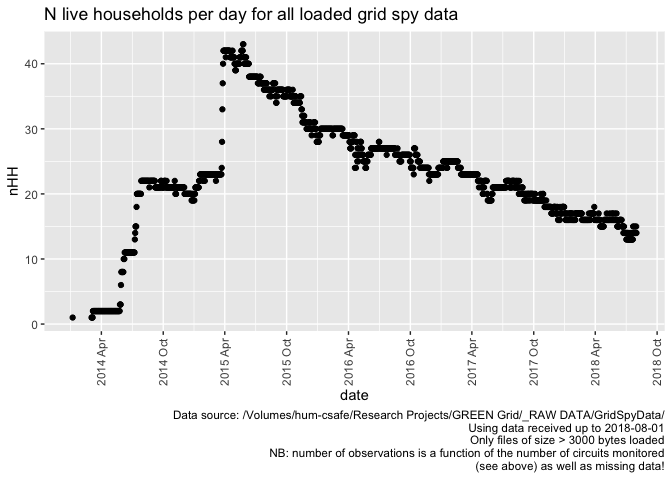 N live households per day for all loaded grid spy data
40
30
20
10
0
nHH
2014 Apr
2014 Oct
2015 Apr
2015 Oct
2016 Apr
2016 Oct
2017 Apr
2017 Oct
2018 Apr
2018 Oct
date
Data source: /Volumes/hum-csafe/Research Projects/GREEN Grid/_RAW DATA/GridSpyData/
Using data received up to 2018-08-01
Only files of size > 3000 bytes loaded
NB: number of observations is a function of the number of circuits monitored
(see above) as well as missing data!